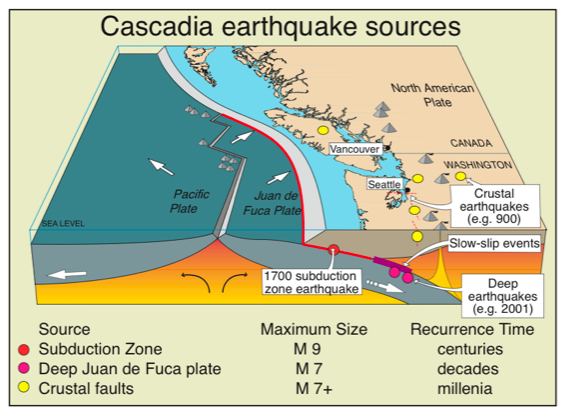 Cascadia earthquake sources
North American
Plate
CANADA
Vancouver
WASHINGTON
Seattle
Crustal
earthquakes
(e.g. 900)
Pacific
Plate
Juan de
Fuca Plate
SEA LEVEL
Slow-slip events
1700 subduction
zone earthquake
Deep
earthquakes
(e.g. 2001)
Source Maximum Size Recurrence Time
Subduction Zone M 9 centuries
Deep Juan de Fuca plate M 7 decades
Crustal faults M 7+ millenia